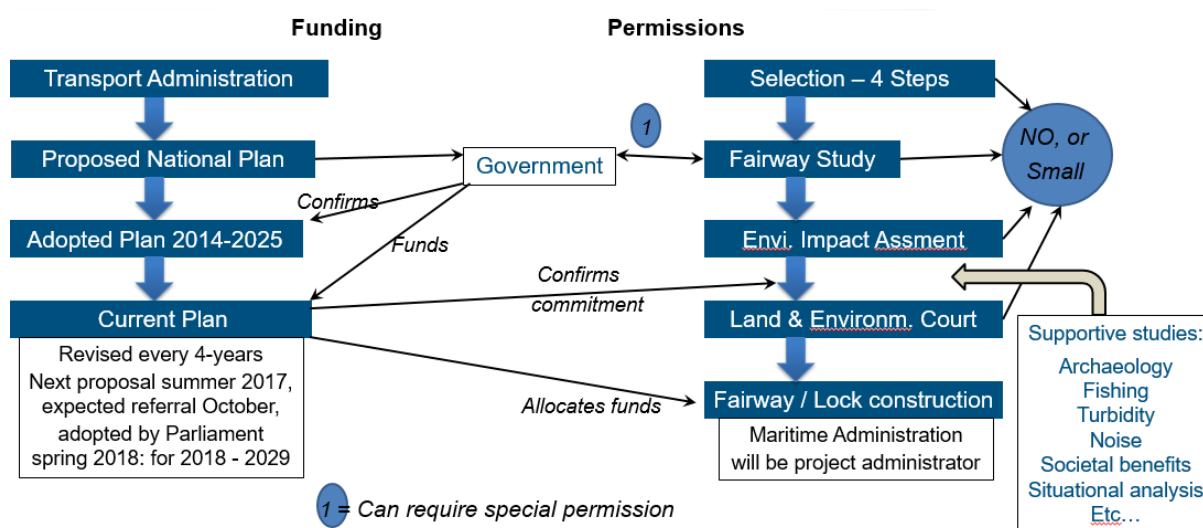 Funding
Permissions
Transport Administration
Selection – 4 Steps
1
NO, or
Small
Proposed National Plan
Government
Fairway Study
Confirms
Adopted Plan 2014-2025
Funds
Envi. Impact Assment
Confirms
commitment
Current Plan
Land & Environm. Court
Revised every 4-years
Next proposal summer 2017,
expected referral October,
adopted by Parliament
spring 2018: for 2018 - 2029
Allocates funds
Fairway / Lock construction
Maritime Administration
will be project administrator
Supportive studies:
Archaeology
Fishing
Turbidity
Noise
Societal benefits
Situational analysis
Etc…
1 = Can require special permission